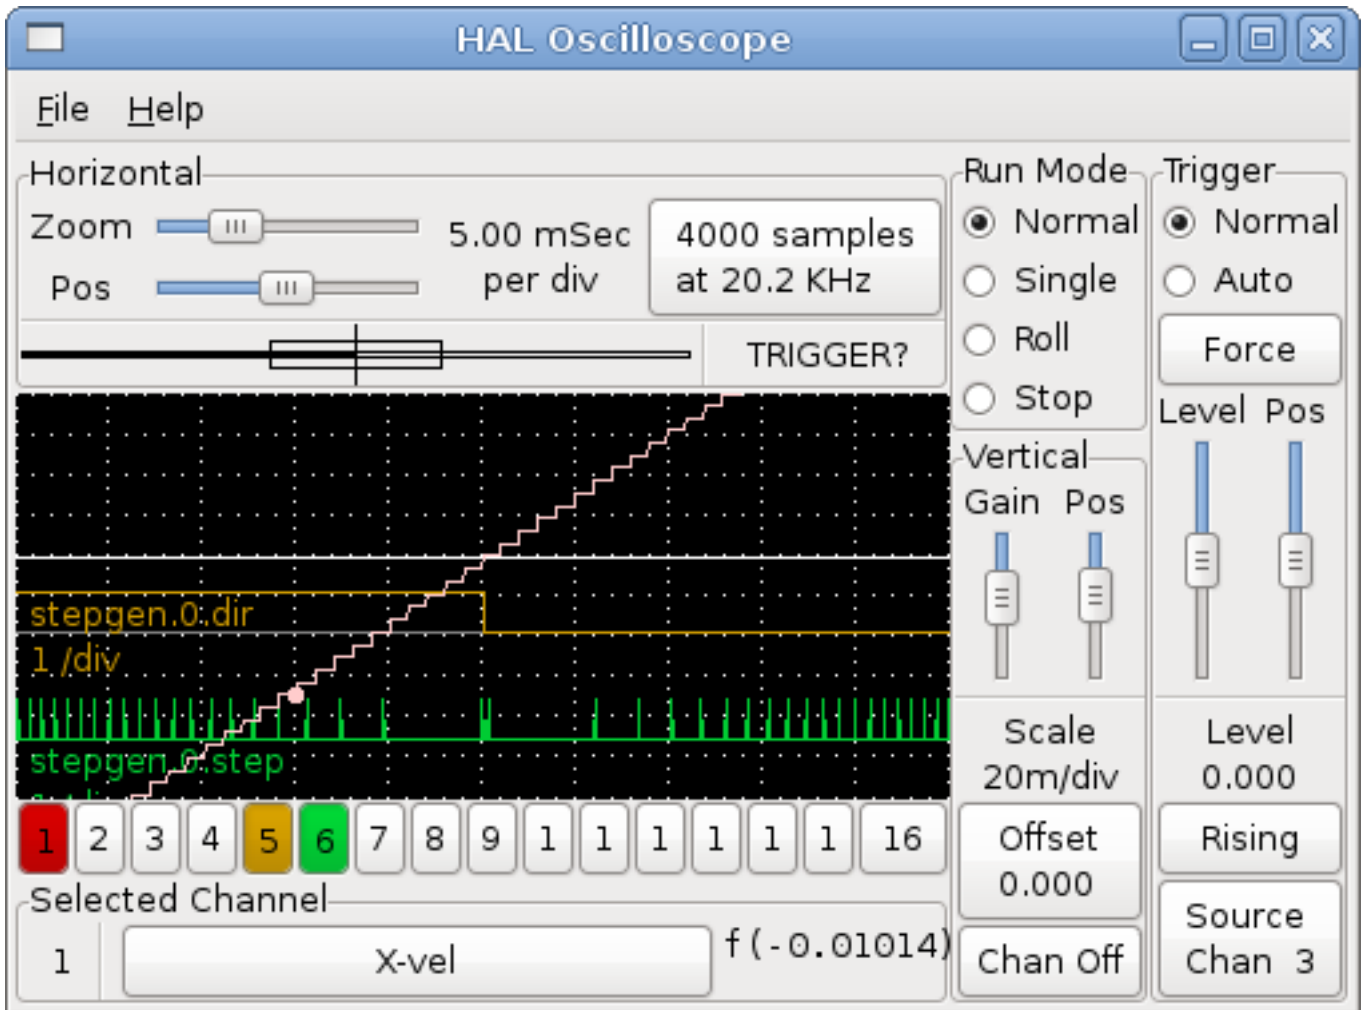 HAL Oscilloscope
File Help
Horizontal
Zoom
Pos
5.00 mSec
per div
4000 samples
at 20.2 KHz
TRIGGER?
Run Mode
Normal
Single
Roll
Stop
Trigger
Normal
Auto
Force
Level Pos
Vertical
Gain Pos
stepgen.0.dir
1 /div
stepgen.0.step
Scale
20m/div
Offset
0.000
Chan Off
Level
0.000
Rising
Source
Chan 3
1 2 3 4 5 6 7 8 9 1 1 1 1 1 1 16
Selected Channel
1 X-vel f(-0.01014)